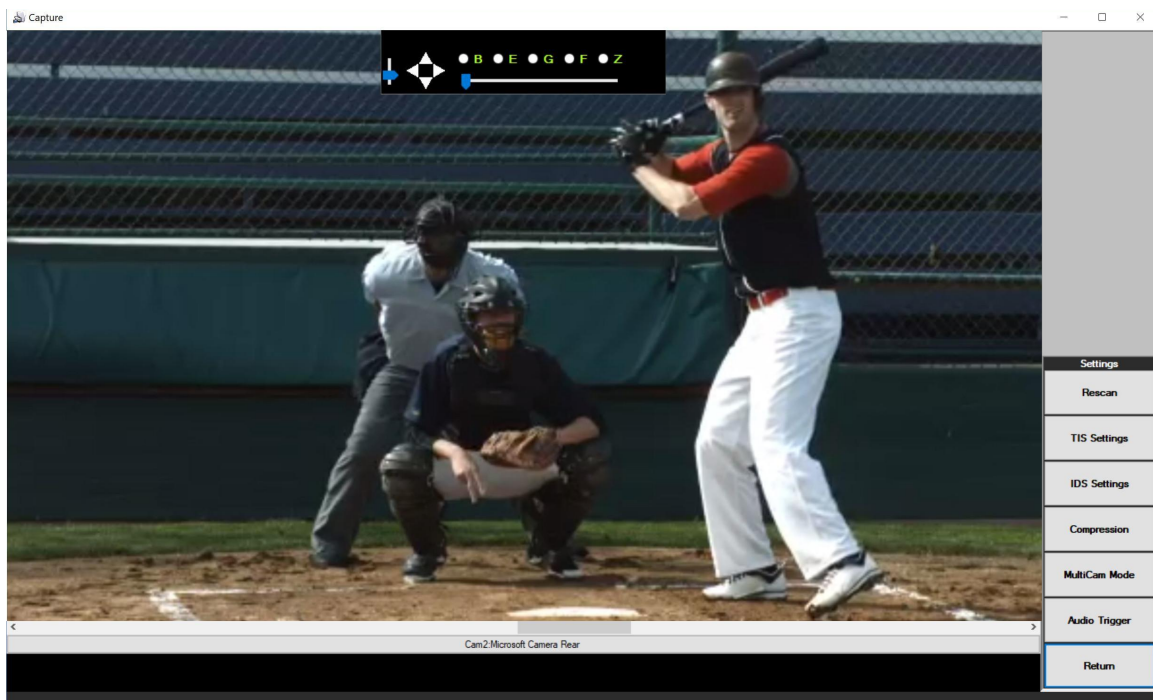 Capture
B E G F Z
Settings
Rescan
TIS Settings
IDS Settings
Compression
MultiCam Mode
Audio Trigger
Return
Cam2:Microsoft Camera Rear